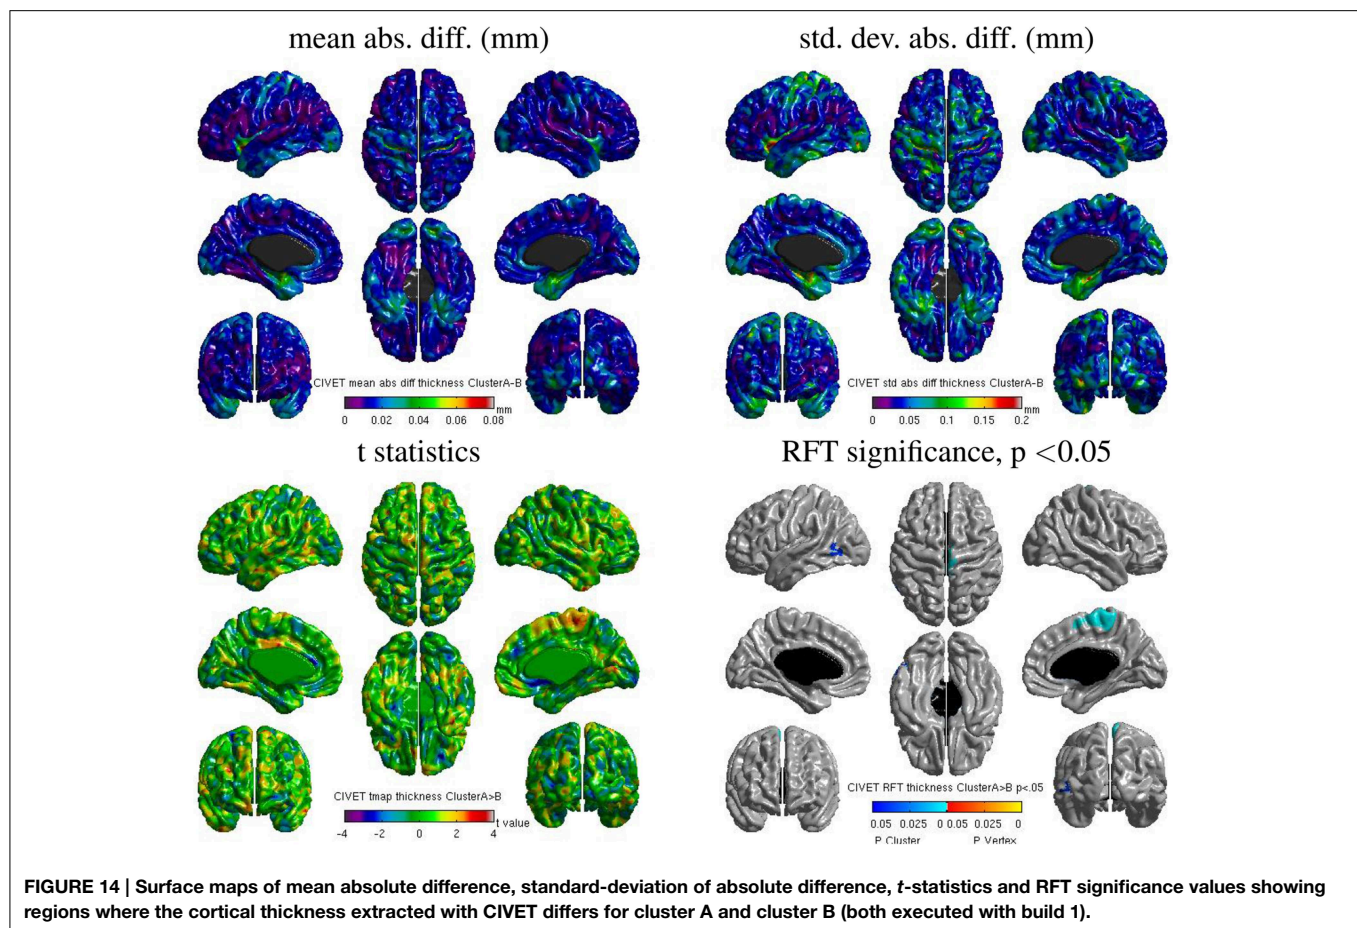 mean abs. diff. (mm)
std. dev. abs. diff. (mm)
CIVET mean abs diff thickness ClusterA-B
mm
0 0.02 0.04 0.06 0.08
CIVET std abs diff thickness ClusterA-B
mm
0 0.05 0.1 0.15 0.2
t statistics
RFT significance, p <0.05
CIVET tmap thickness ClusterA>B
t value
-4 -2 0 2 4
CIVET RFT thickness ClusterA>B p<.05
0.05 0.025 0 0.05 0.025 0
P Cluster P Vertex
FIGURE 14 | Surface maps of mean absolute difference, standard-deviation of absolute difference, t-statistics and RFT significance values showing
regions where the cortical thickness extracted with CIVET differs for cluster A and cluster B (both executed with build 1).